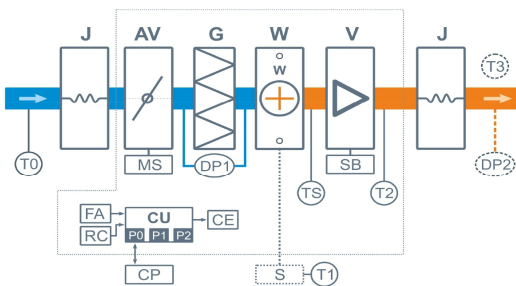 J AV G W V J
W
T3
T0 MS DP1 TS SB T2 DP2
FA CU CE
RC P0 P1 P2
CP S T1